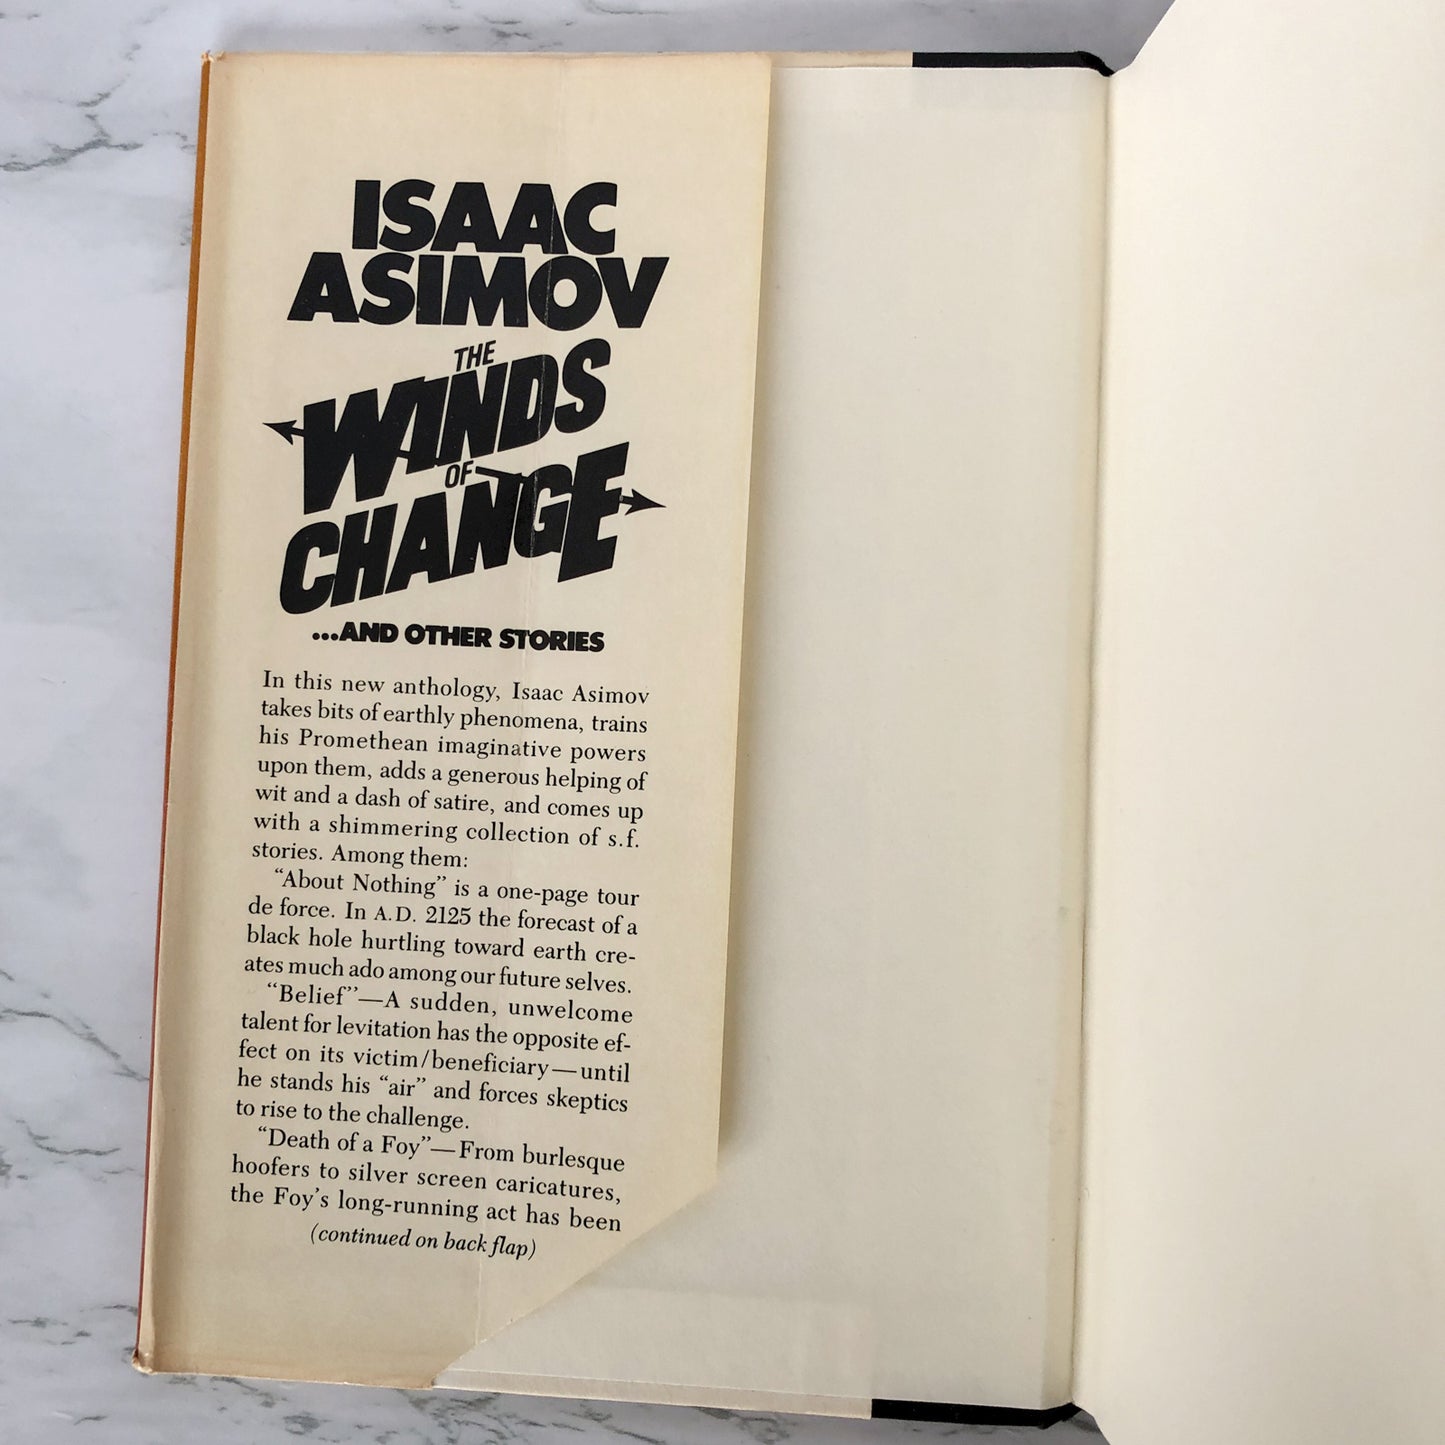 ISAAC
ASIMOV
THE
WINDS
OF
CHANGE
...AND OTHER STORIES
In this new anthology, Isaac Asimov
takes bits of earthly phenomena, trains
his Promethean imaginative powers
upon them, adds a generous helping of
wit and a dash of satire, and comes up
with a shimmering collection of s.f.
stories. Among them:
“About Nothing” is a one-page tour
de force. In A.D. 2125 the forecast of a
black hole hurtling toward earth cre-
ates much ado among our future selves.
“Belief”—A sudden, unwelcome
talent for levitation has the opposite ef-
fect on its victim/beneficiary—until
he stands his “air” and forces skeptics
to rise to the challenge.
“Death of a Foy”—From burlesque
hoofers to silver screen caricatures,
the Foy’s long-running act has been
(continued on back flap)